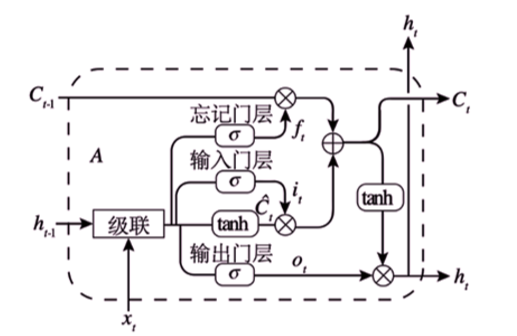 h_t
C_{t-1}
C_t
忘记门层
σ
f_t
A
输入门层
σ
i_t
tanh
h_{t-1}
级联
tanh
Ĉ_t
输出门层
σ
o_t
h_t
x_t